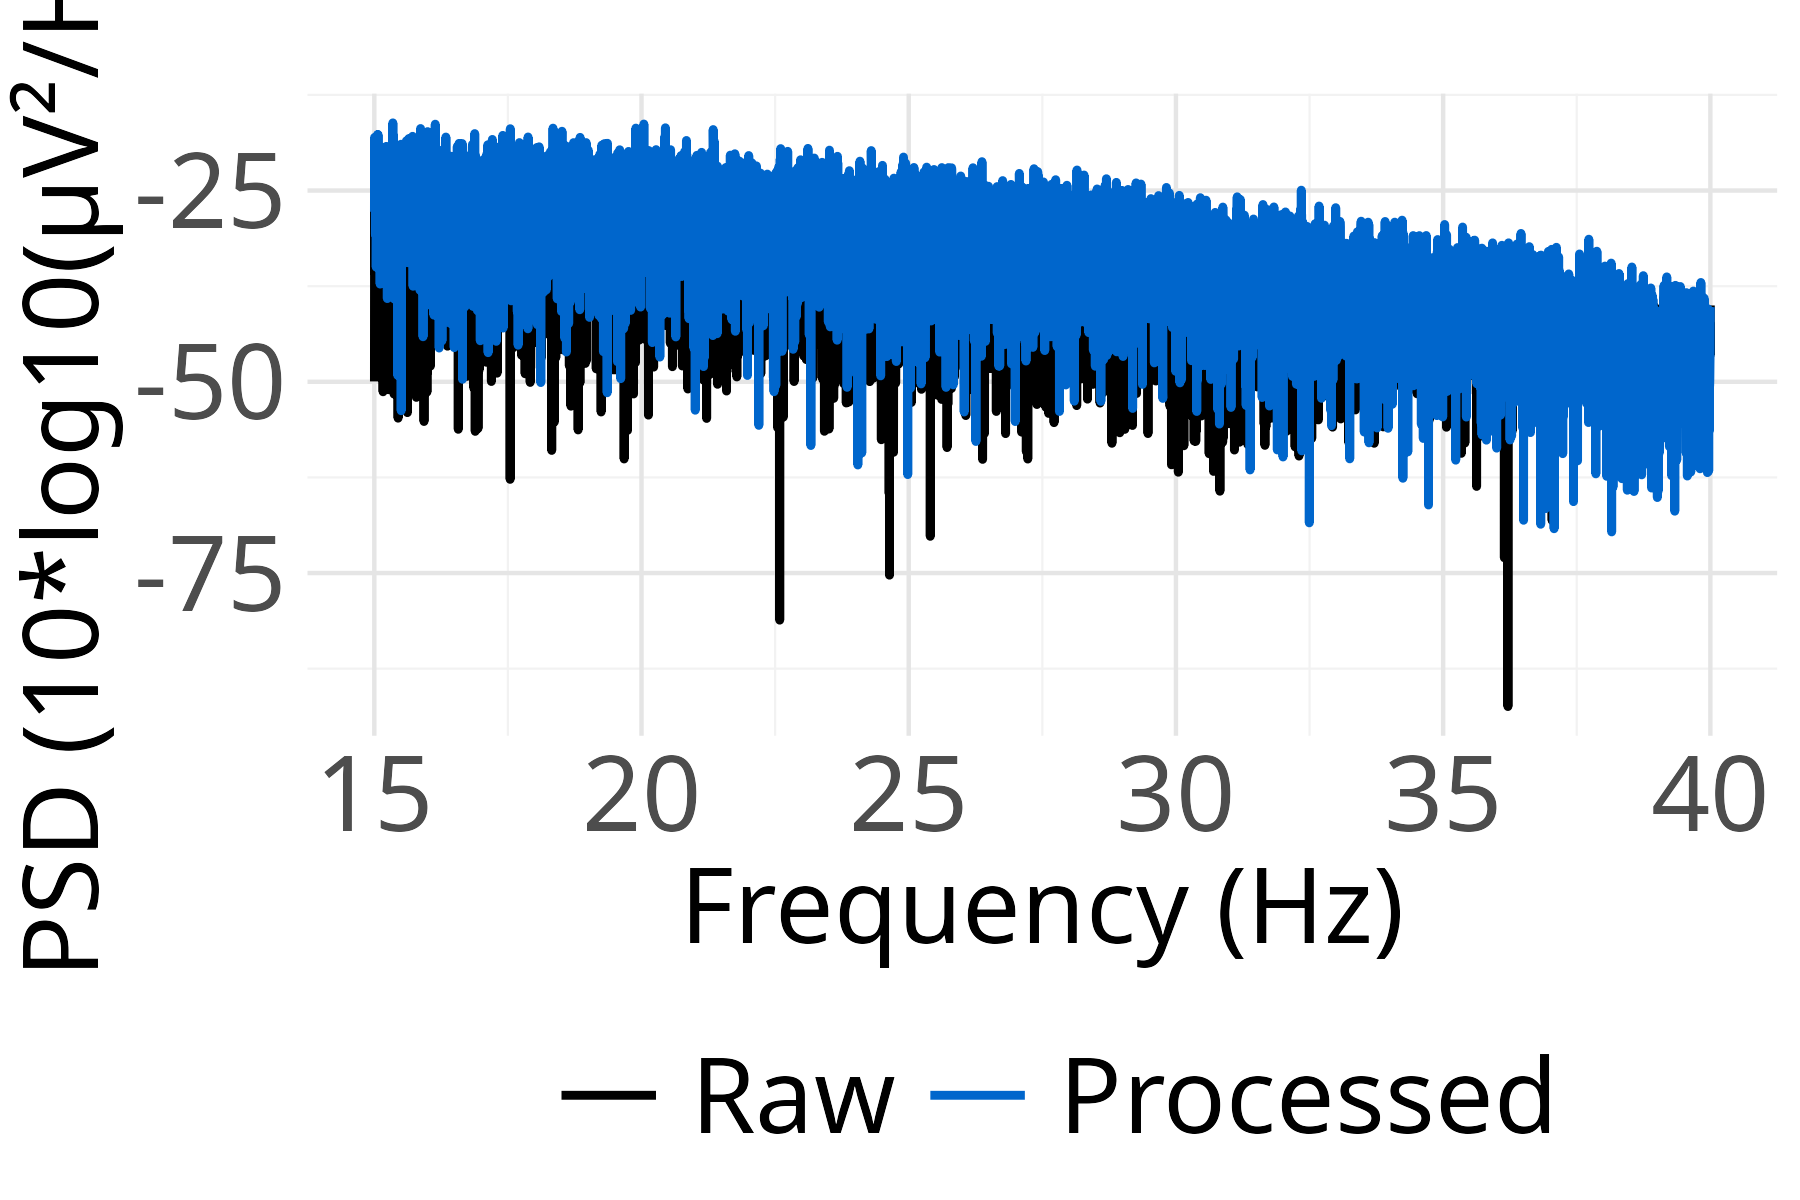 PSD (10*log10(μV²/H
-25
-50
-75
15 20 25 30 35 40
Frequency (Hz)
Raw Processed